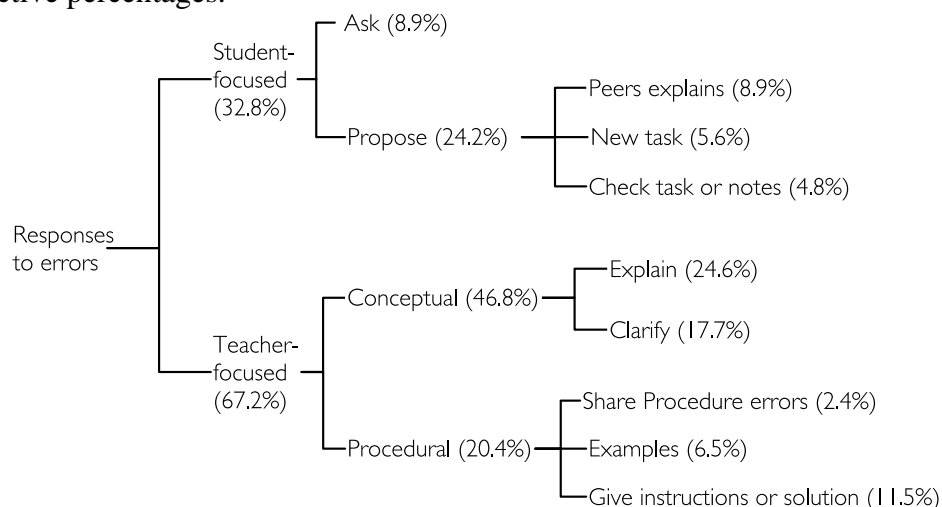 ctive percentages.
Ask (8.9%)
Student-
focused
(32.8%)
Peers explains (8.9%)
Propose (24.2%)
New task (5.6%)
Check task or notes (4.8%)
Responses
to errors
Explain (24.6%)
Conceptual (46.8%)
Clarify (17.7%)
Teacher-
focused
(67.2%)
Share Procedure errors (2.4%)
Procedural (20.4%)
Examples (6.5%)
Give instructions or solution (11.5%)